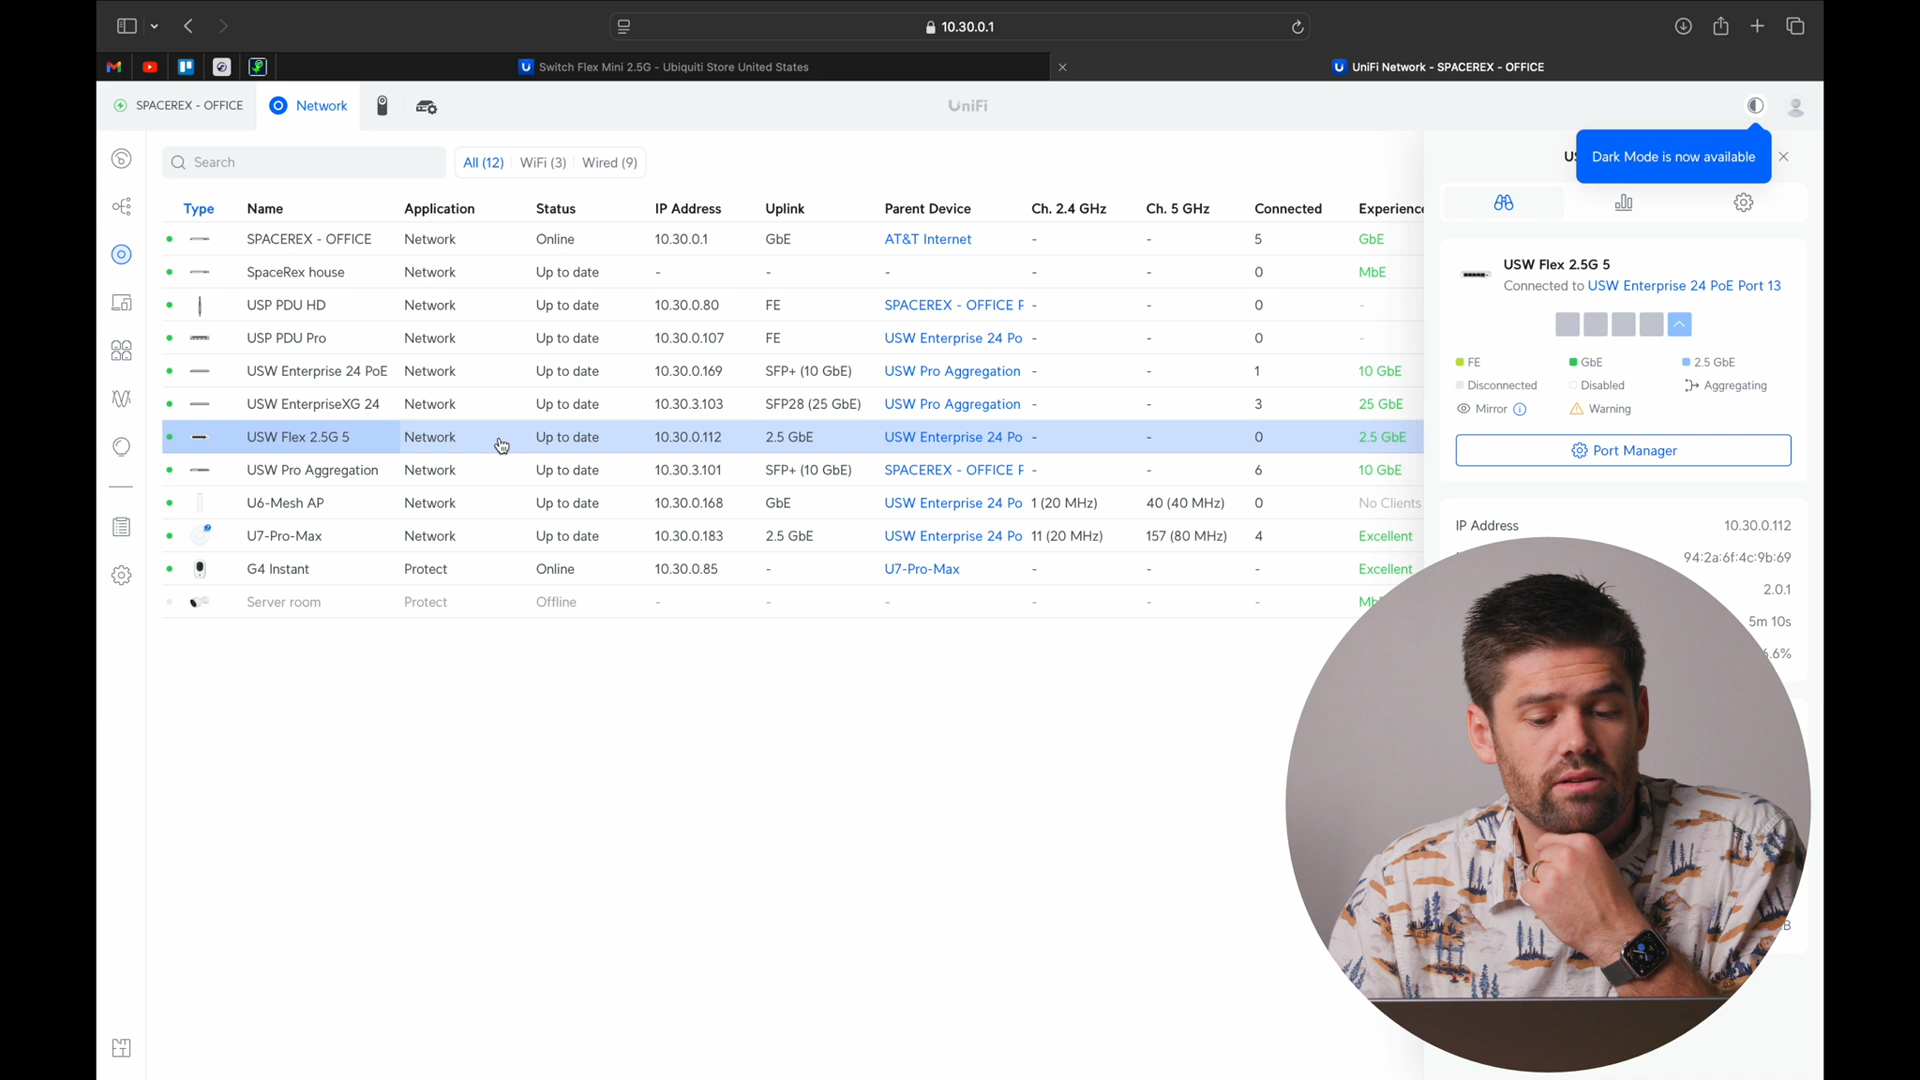 10.30.0.1
Switch Flex Mini 2.5G - Ubiquiti Store United States
UniFi Network - SPACEREX - OFFICE
SPACEREX - OFFICE
Network
UniFi
Dark Mode is now available
Search
All (12) WiFi (3) Wired (9)
Type Name Application Status IP Address Uplink Parent Device Ch. 2.4 GHz Ch. 5 GHz Connected Experience
SPACEREX - OFFICE Network Online 10.30.0.1 GbE AT&T Internet - - 5 GbE
SpaceRex house Network Up to date - - - - - 0 MbE
USP PDU HD Network Up to date 10.30.0.80 FE SPACEREX - OFFICE F - - 0 -
USP PDU Pro Network Up to date 10.30.0.107 FE USW Enterprise 24 Po - - 0 -
USW Enterprise 24 PoE Network Up to date 10.30.0.169 SFP+ (10 GbE) USW Pro Aggregation - - 1 10 GbE
USW EnterpriseXG 24 Network Up to date 10.30.3.103 SFP28 (25 GbE) USW Pro Aggregation - - 3 25 GbE
USW Flex 2.5G 5 Network Up to date 10.30.0.112 2.5 GbE USW Enterprise 24 Po - - 0 2.5 GbE
USW Pro Aggregation Network Up to date 10.30.3.101 SFP+ (10 GbE) SPACEREX - OFFICE F - - 6 10 GbE
U6-Mesh AP Network Up to date 10.30.0.168 GbE USW Enterprise 24 Po 1 (20 MHz) 40 (40 MHz) 0 No Clients
U7-Pro-Max Network Up to date 10.30.0.183 2.5 GbE USW Enterprise 24 Po 11 (20 MHz) 157 (80 MHz) 4 Excellent
G4 Instant Protect Online 10.30.0.85 - U7-Pro-Max - - - Excellent
Server room Protect Offline - - - - - -
USW Flex 2.5G 5
Connected to USW Enterprise 24 PoE Port 13
FE GbE 2.5 GbE
Disconnected Disabled Aggregating
Mirror Warning
Port Manager
IP Address 10.30.0.112
94:2a:6f:4c:9b:69
2.0.1
5m 10s